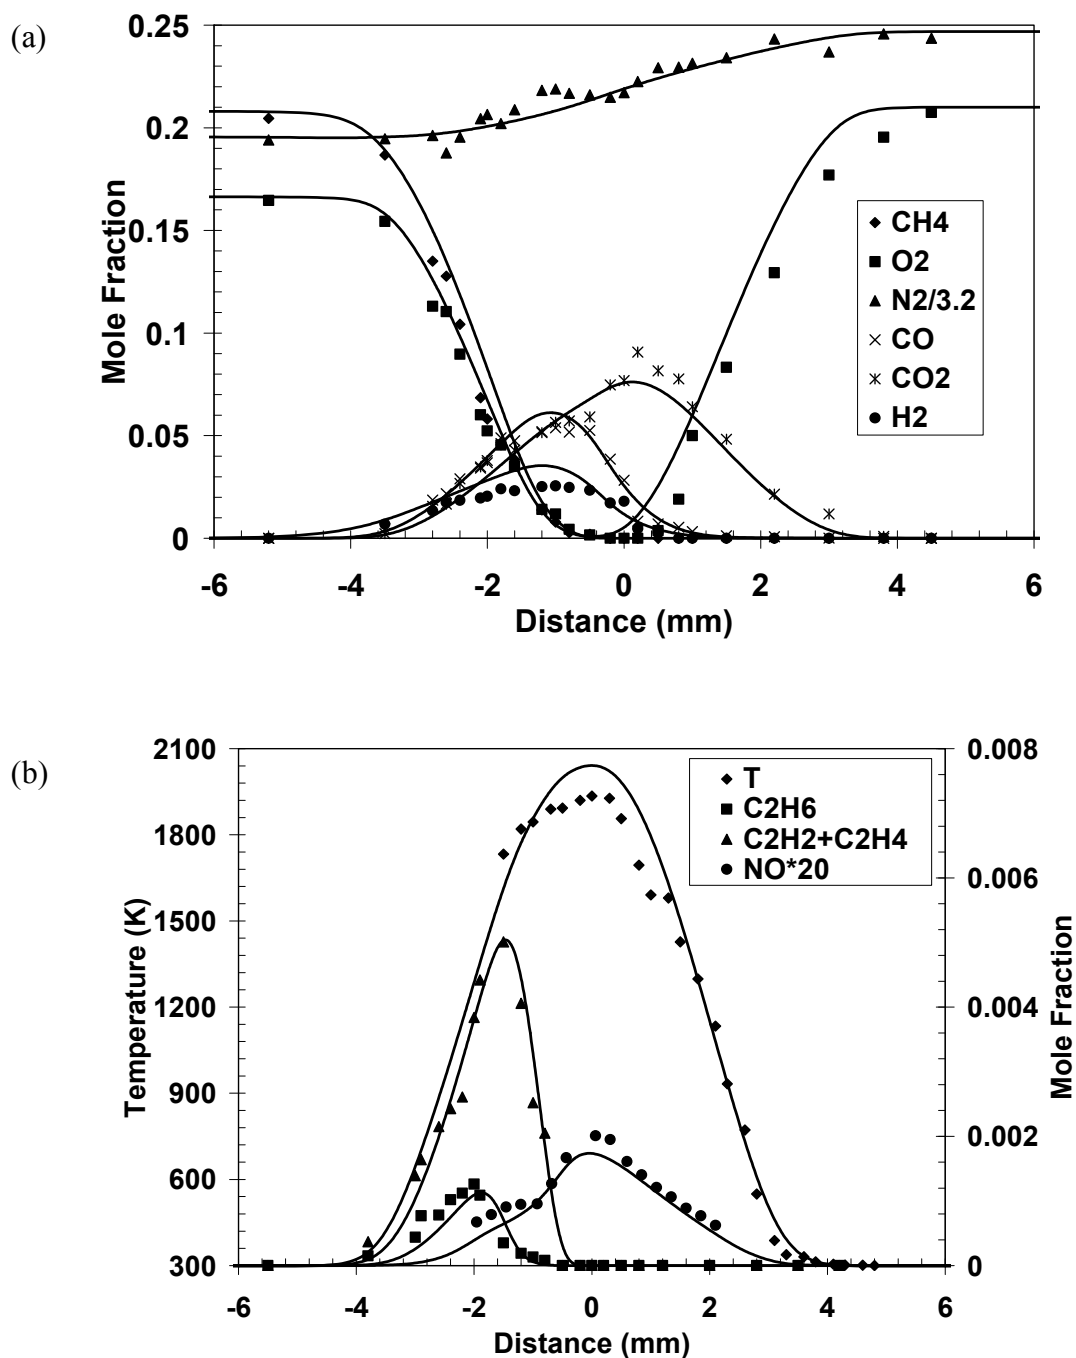 (a)
0.25
0.2
0.15
0.1
0.05
0
Mole Fraction
CH4
O2
N2/3.2
CO
CO2
H2
-6 -4 -2 0 2 4 6
Distance (mm)
(b)
2100
1800
1500
1200
900
600
300
Temperature (K)
T
C2H6
C2H2+C2H4
NO*20
0.008
0.006
0.004
0.002
0
Mole Fraction
-6 -4 -2 0 2 4 6
Distance (mm)